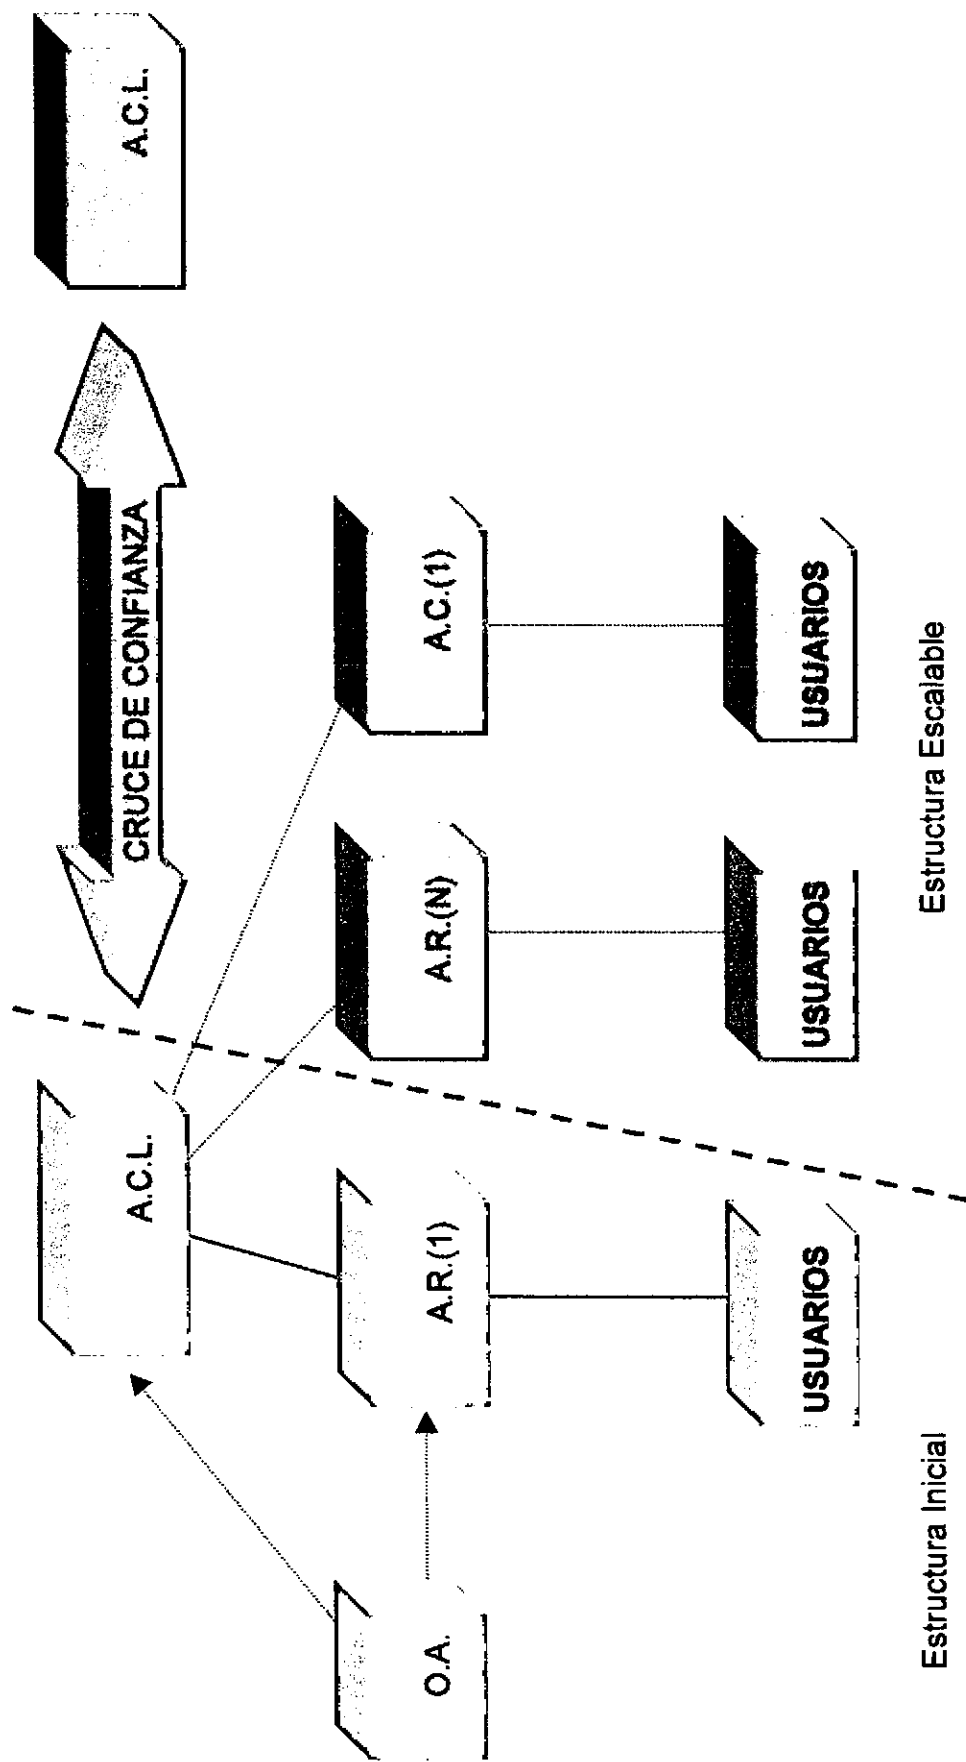 A.C.L.
CRUCE DE CONFIANZA
A.C.L.
O.A.
A.R.(1)
A.R.(N)
A.C.(1)
USUARIOS
USUARIOS
USUARIOS
Estructura Inicial
Estructura Escalable